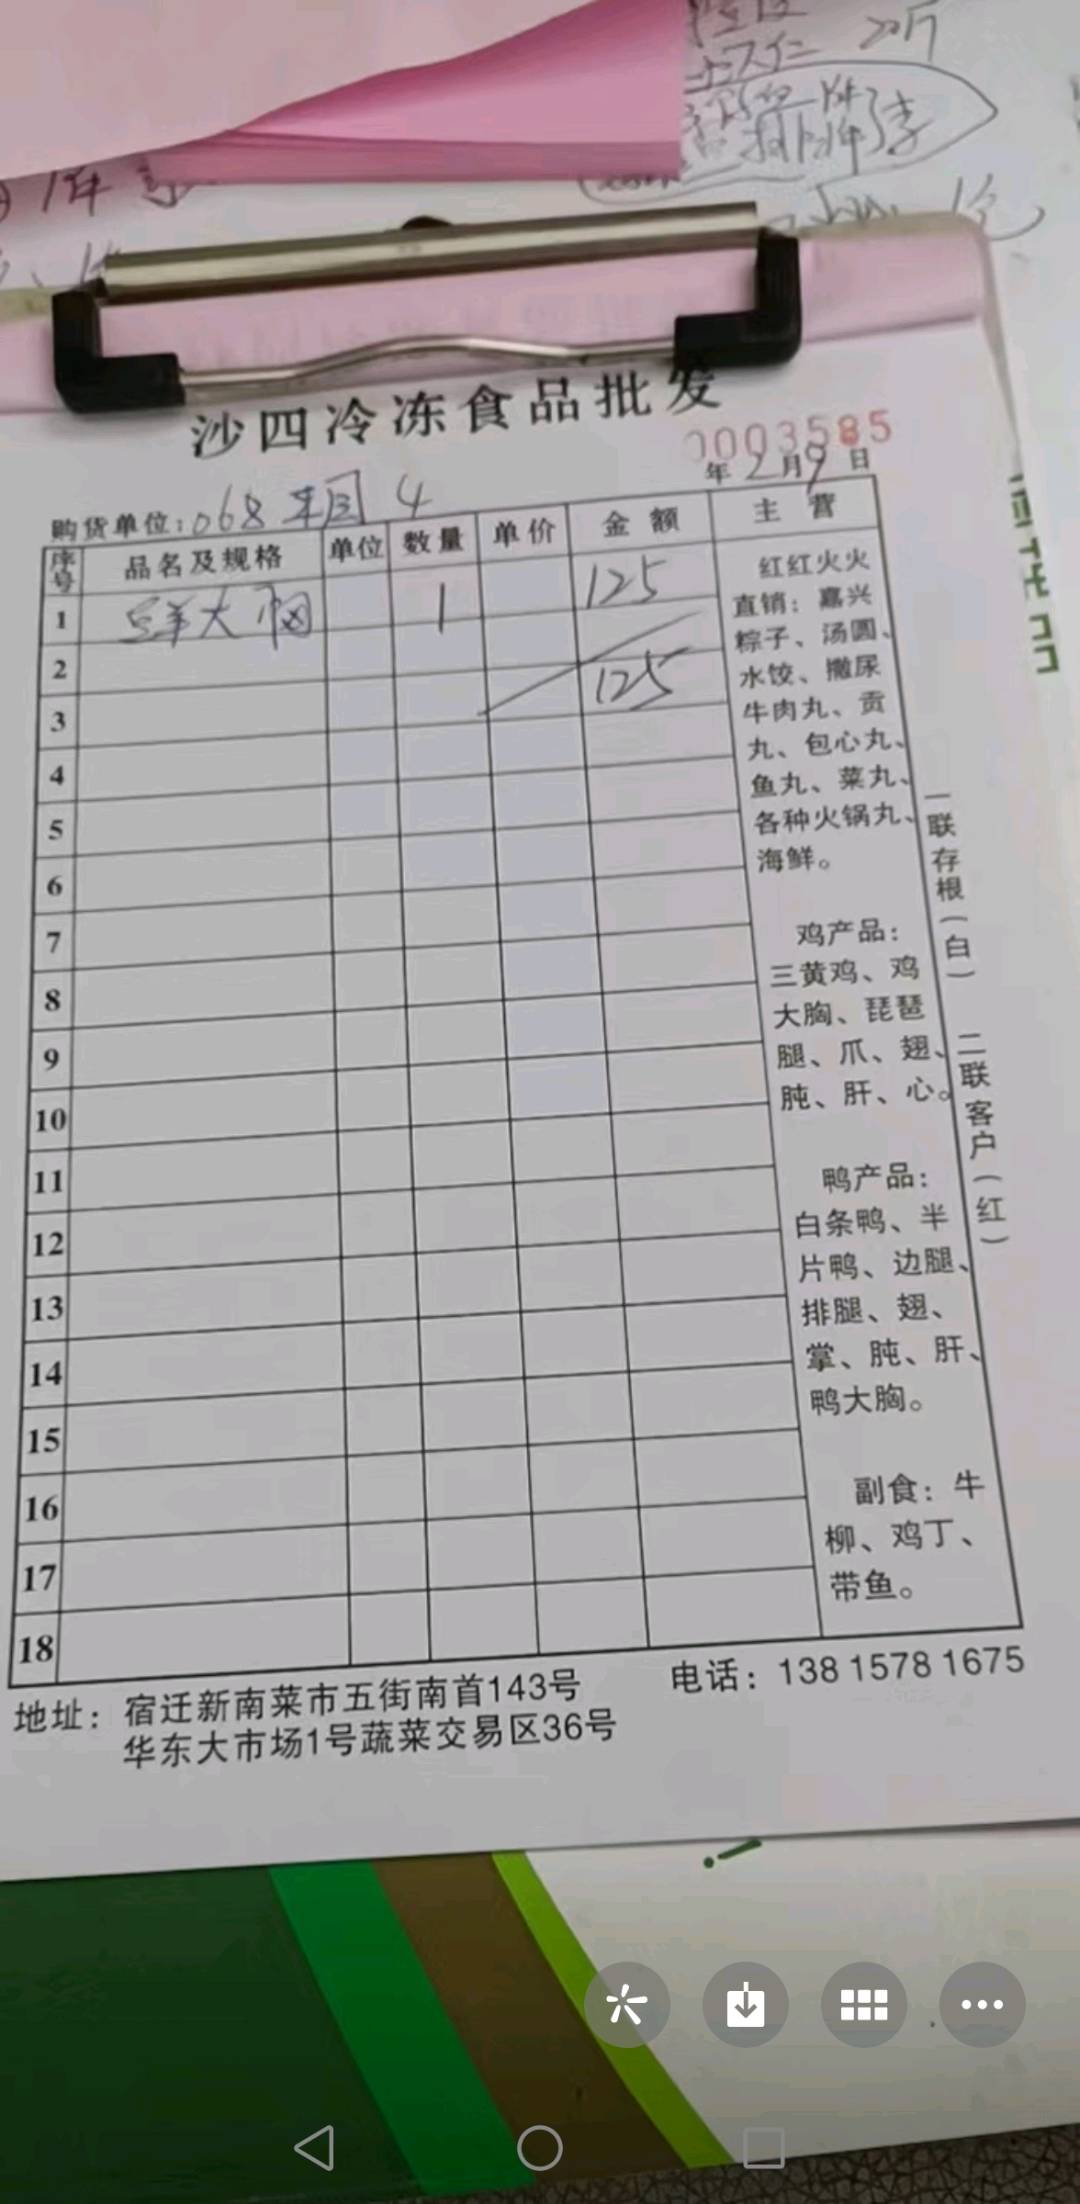 20斤
沙四冷冻食品批发
0003585
年2月9日
购货单位：068 4
序号 品名及规格 单位 数量 单价 金额 主营
1 大胸 1 125
2
125
3
4
5
6
7
8
9
10
11
12
13
14
15
16
17
18
红红火火
直销：嘉兴
粽子、汤圆、
水饺、撒尿
牛肉丸、贡
丸、包心丸、
鱼丸、菜丸、
各种火锅丸、
海鲜。
鸡产品：
三黄鸡、鸡
大胸、琵琶
腿、爪、翅、
肫、肝、心。
鸭产品：
白条鸭、半
片鸭、边腿、
排腿、翅、
掌、肫、肝、
鸭大胸。
副食：牛
柳、鸡丁、
带鱼。
一联存根（白） 二联客户（红）
地址：宿迁新南菜市五街南首143号 电话：138 1578 1675
华东大市场1号蔬菜交易区36号